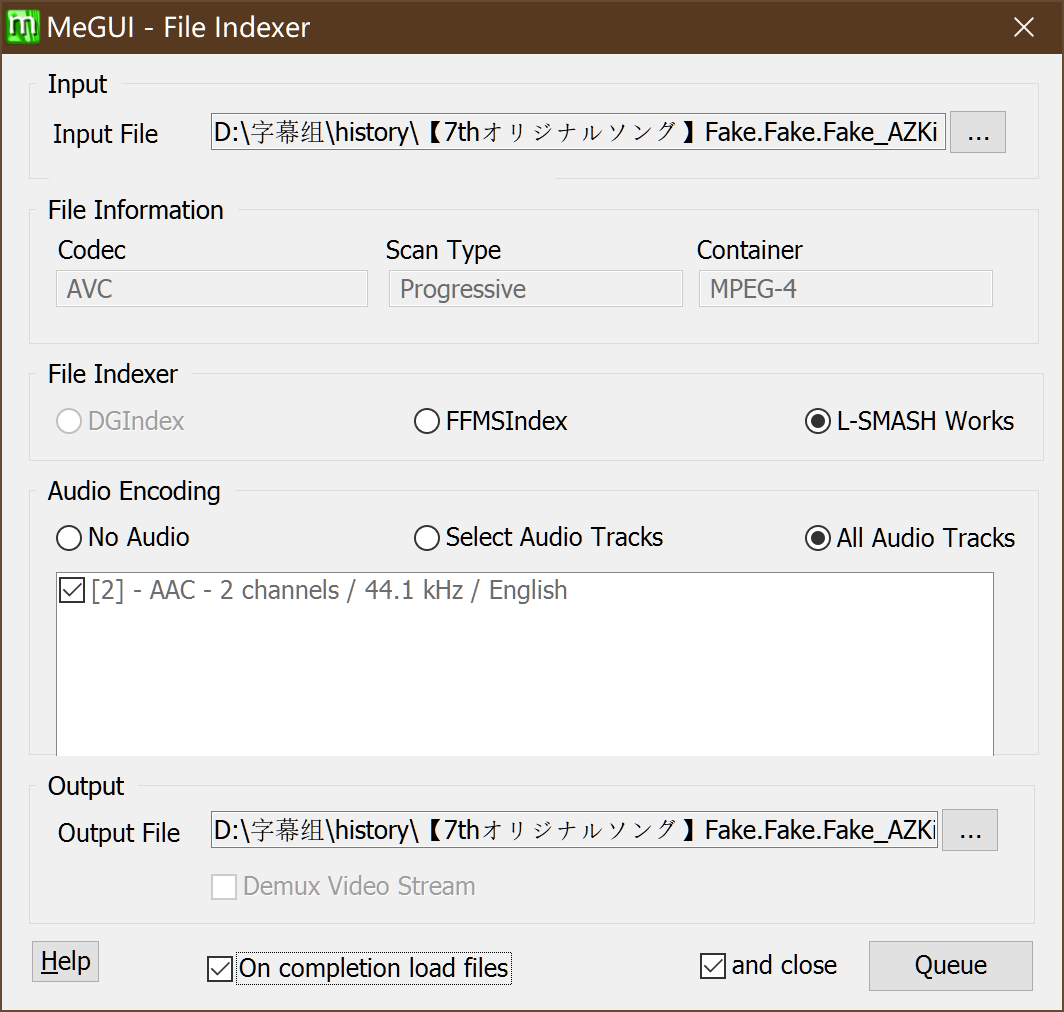 MeGUI - File Indexer
Input
Input File D:\字幕组\history\【7thオリジナルソング】Fake.Fake.Fake_AZKi ...
File Information
Codec Scan Type Container
AVC Progressive MPEG-4
File Indexer
DGIndex FFMSIndex L-SMASH Works
Audio Encoding
No Audio Select Audio Tracks All Audio Tracks
[2] - AAC - 2 channels / 44.1 kHz / English
Output
Output File D:\字幕组\history\【7thオリジナルソング】Fake.Fake.Fake_AZKi ...
Demux Video Stream
Help On completion load files and close Queue